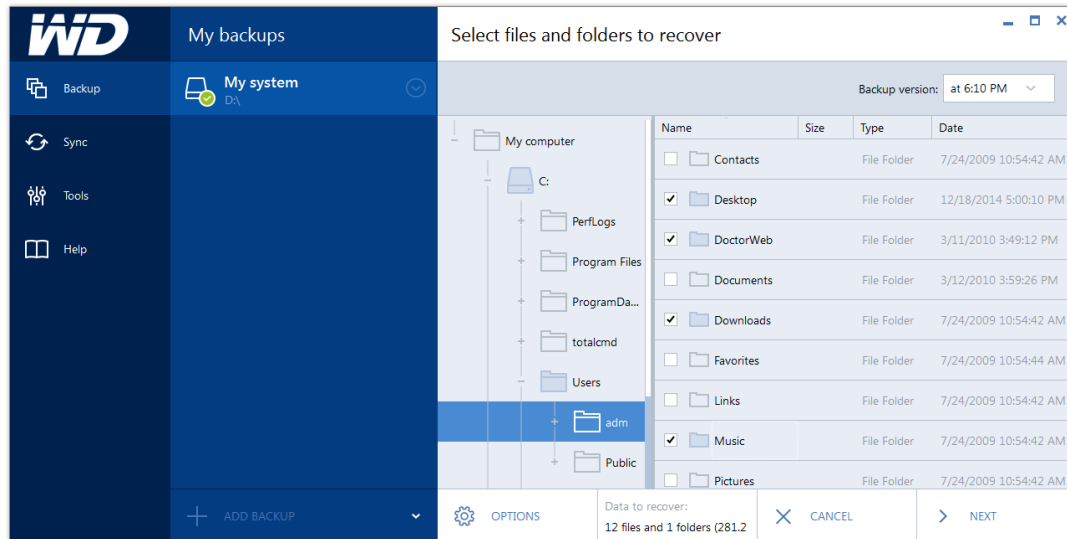 WD
My backups
Select files and folders to recover
Backup
My system
D:\
Backup version: at 6:10 PM
Sync
Tools
Help
My computer
C:
PerfLogs
Program Files
ProgramDa...
totalcmd
Users
adm
Public
Name Size Type Date
Contacts File Folder 7/24/2009 10:54:42 AM
Desktop File Folder 12/18/2014 5:00:10 PM
DoctorWeb File Folder 3/11/2010 3:49:12 PM
Documents File Folder 3/12/2010 3:59:26 PM
Downloads File Folder 7/24/2009 10:54:42 AM
Favorites File Folder 7/24/2009 10:54:44 AM
Links File Folder 7/24/2009 10:54:42 AM
Music File Folder 7/24/2009 10:54:42 AM
Pictures File Folder 7/24/2009 10:54:42 AM
ADD BACKUP
OPTIONS
Data to recover:
12 files and 1 folders (281.2
CANCEL
NEXT